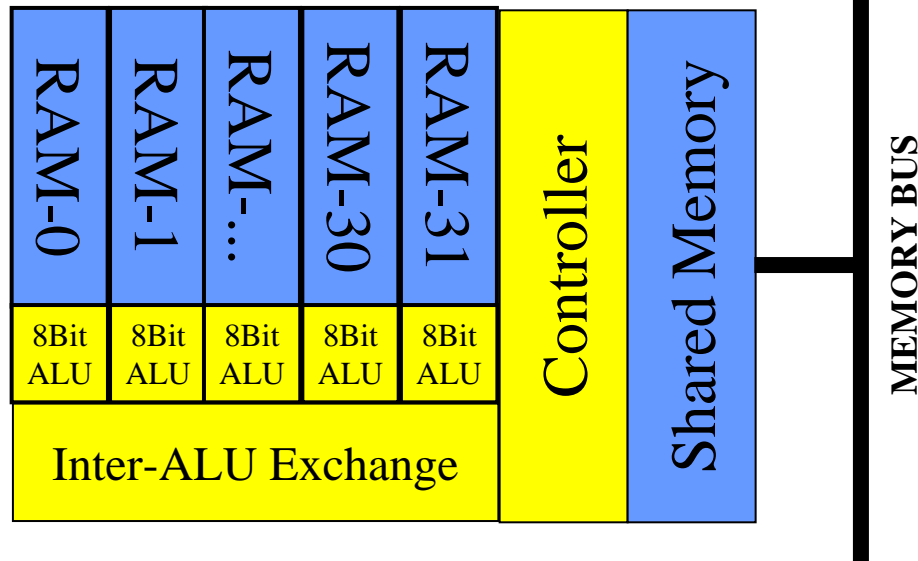 RAM-0
RAM-1
RAM-...
RAM-30
RAM-31
8Bit
ALU
8Bit
ALU
8Bit
ALU
8Bit
ALU
8Bit
ALU
Inter-ALU Exchange
Controller
Shared Memory
MEMORY BUS